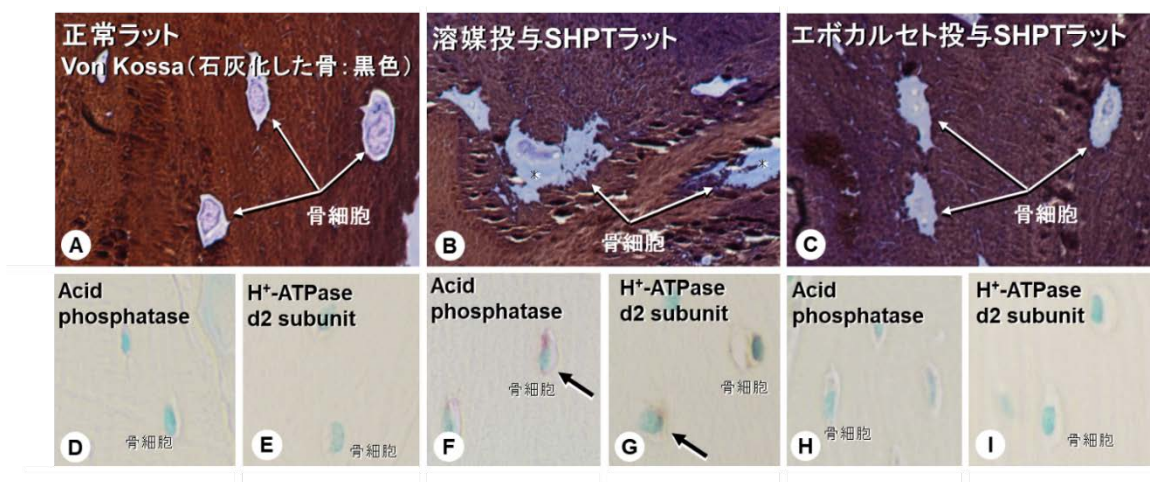 正常ラット
Von Kossa(石灰化した骨:黒色)
骨細胞
A
溶媒投与SHPTラット
*
*
骨細胞
B
エボカルセト投与SHPTラット
骨細胞
C
Acid
phosphatase
骨細胞
D
H⁺-ATPase
d2 subunit
骨細胞
E
Acid
phosphatase
骨細胞
F
H⁺-ATPase
d2 subunit
骨細胞
G
Acid
phosphatase
骨細胞
H
H⁺-ATPase
d2 subunit
骨細胞
I